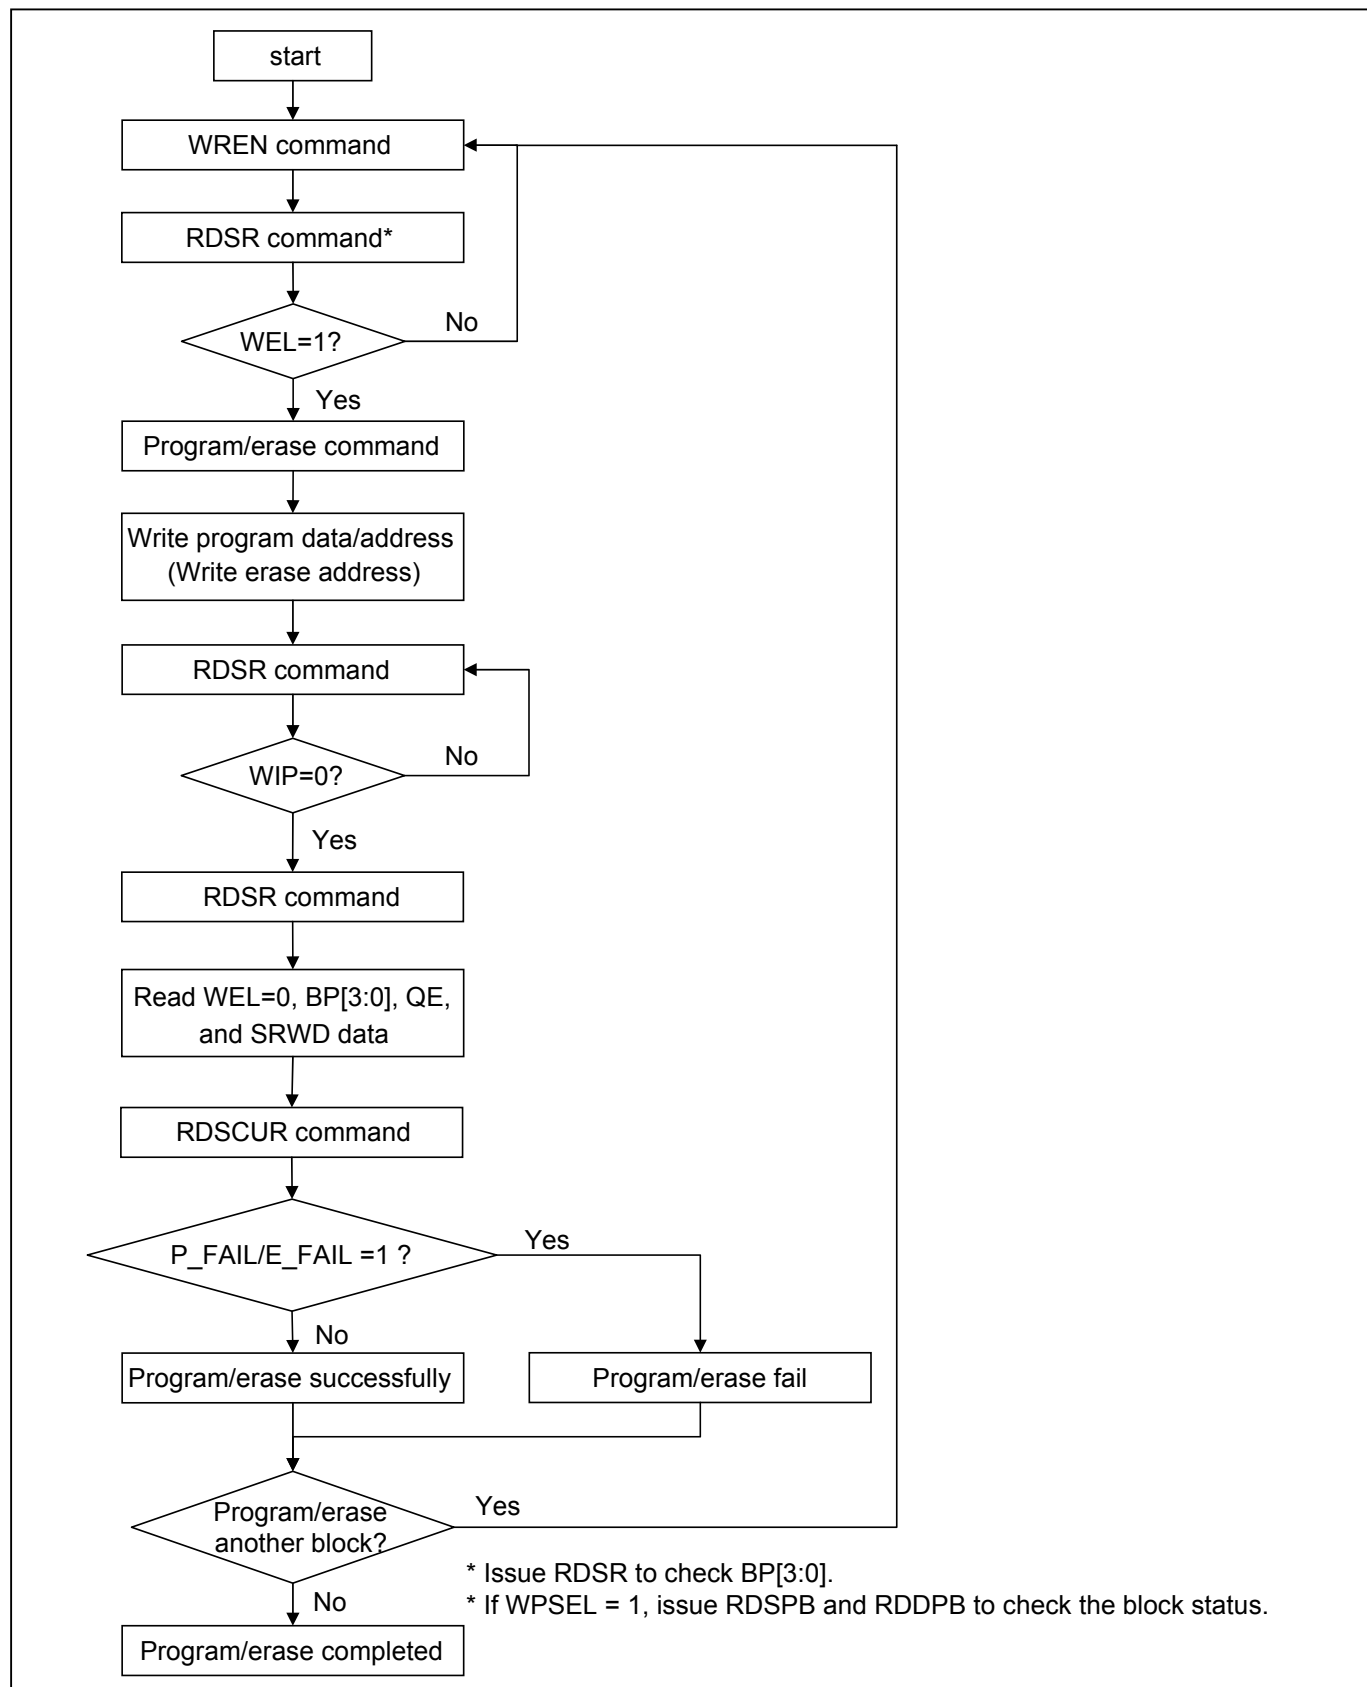 start
WREN command
RDSR command*
WEL=1?
No
Yes
Program/erase command
Write program data/address
(Write erase address)
RDSR command
WIP=0?
No
Yes
RDSR command
Read WEL=0, BP[3:0], QE,
and SRWD data
RDSCUR command
P_FAIL/E_FAIL =1 ?
Yes
No
Program/erase successfully
Program/erase fail
Program/erase
another block?
Yes
* Issue RDSR to check BP[3:0].
* If WPSEL = 1, issue RDSPB and RDDPB to check the block status.
No
Program/erase completed